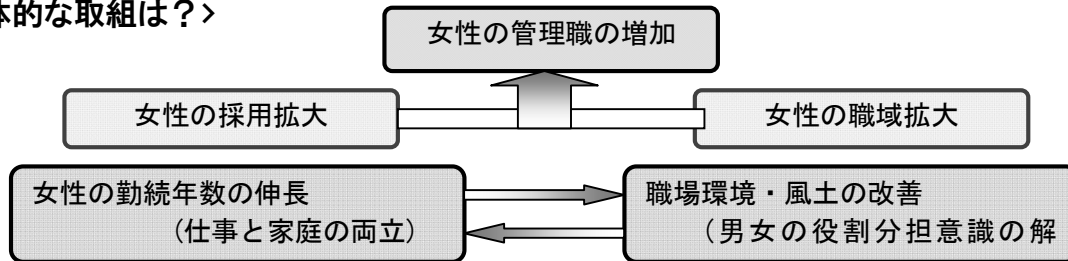 体的な取組は？>
女性の管理職の増加
女性の採用拡大
女性の職域拡大
女性の勤続年数の伸長
（仕事と家庭の両立）
職場環境・風土の改善
（男女の役割分担意識の解